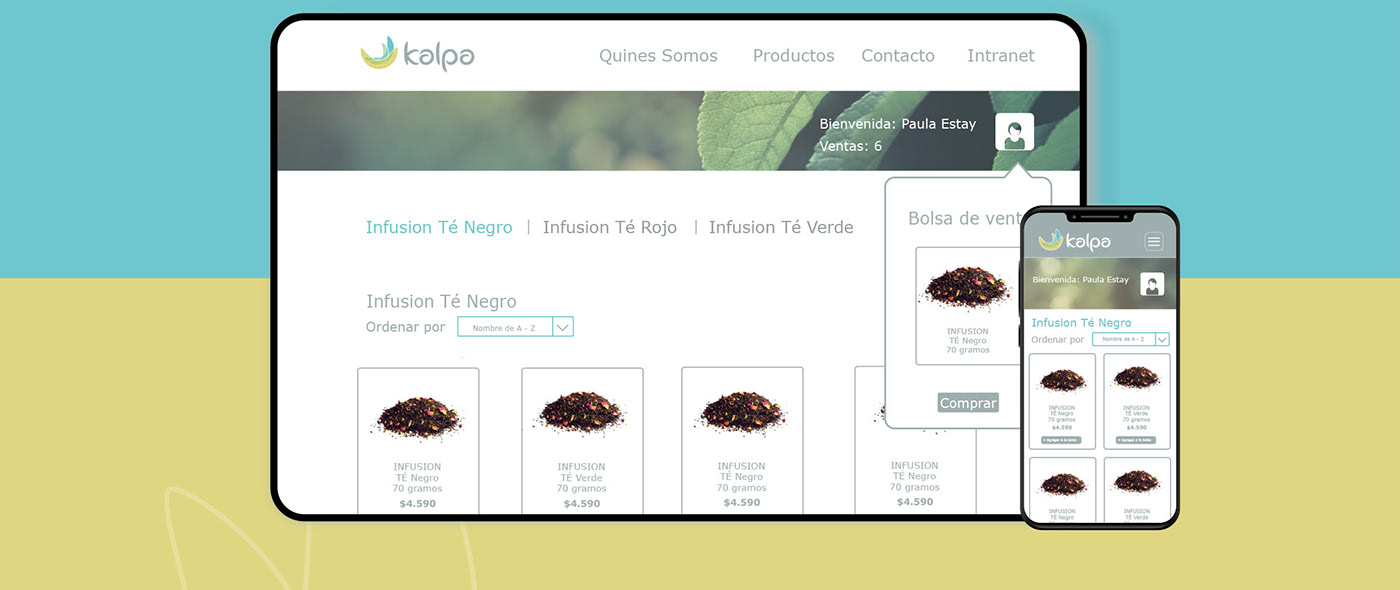 kalpa
Quines Somos
Productos
Contacto
Intranet
Bienvenida: Paula Estay
Ventas: 6
Infusion Té Negro | Infusion Té Rojo | Infusion Té Verde
Bolsa de vent
INFUSION
TÉ Negro
70 gramos
Comprar
Infusion Té Negro
Ordenar por
Nombre de A - Z
INFUSION
TÉ Negro
70 gramos
$4.590
INFUSION
TÉ Verde
70 gramos
$4.590
INFUSION
TÉ Negro
70 gramos
$4.590
INFUSION
TÉ Negro
70 gramos
$4.590
kalpa
Bienvenida: Paula Estay
Infusion Té Negro
Ordenar por
Nombre de A - Z
INFUSION
TÉ Negro
70 gramos
$4.590
+ Agregar a la bolsa
INFUSION
TÉ Verde
70 gramos
$4.590
+ Agregar a la bolsa
INFUSION
TÉ Negro
INFUSION
TÉ Verde